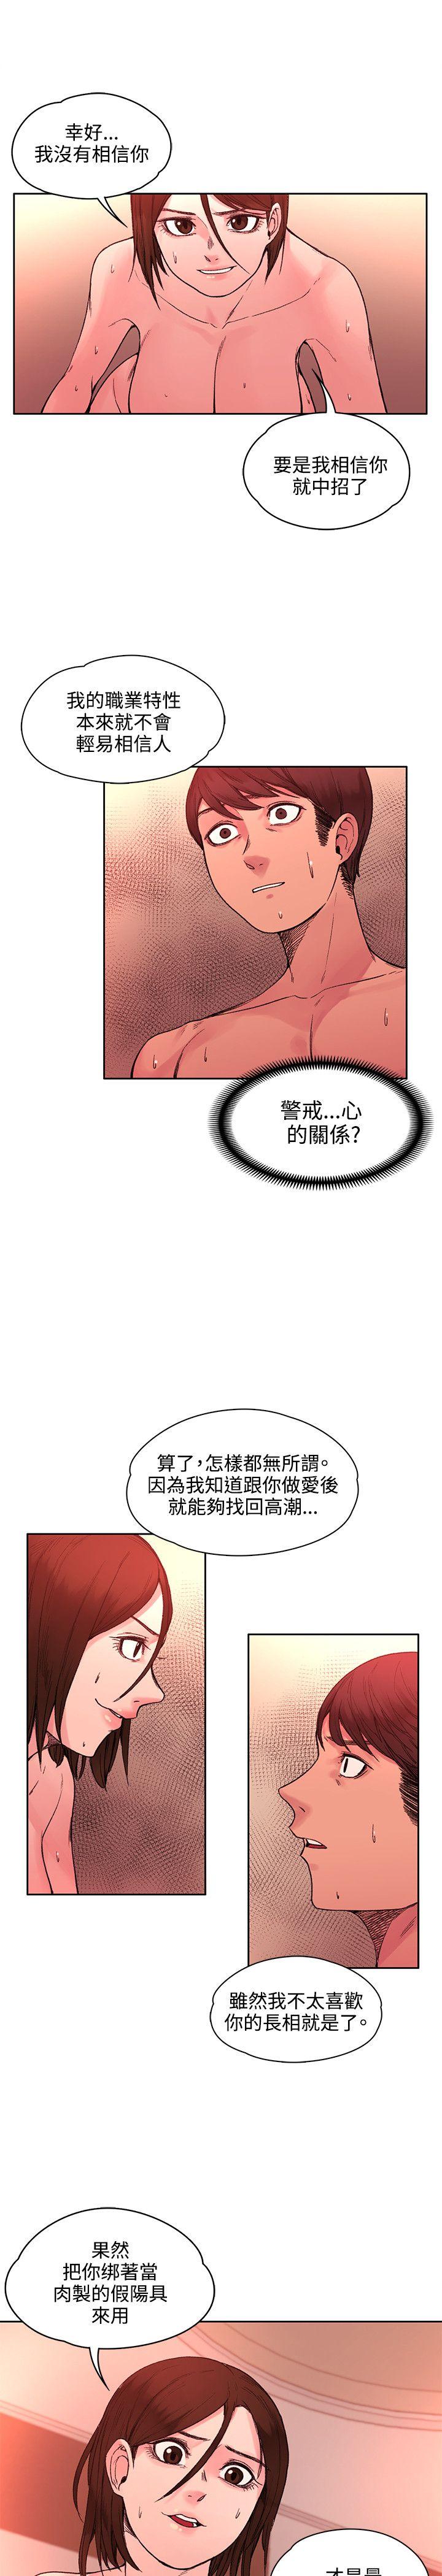 幸好...
我沒有相信你
要是我相信你
就中招了
我的職業特性
本來就不會
輕易相信人
警戒...心
的關係?
算了，怎樣都無所謂。
因為我知道跟你做愛後
就能夠找回高潮...
雖然我不太喜歡
你的長相就是了。
果然
把你綁著當
肉製的假陽具
來用